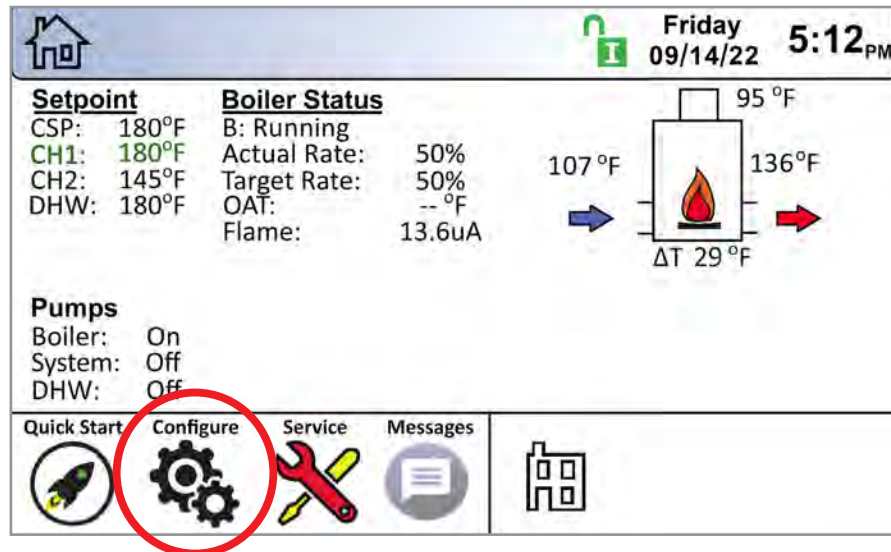 Friday
09/14/22 5:12 PM
Setpoint
CSP: 180°F
CH1: 180°F
CH2: 145°F
DHW: 180°F
Boiler Status
B: Running
Actual Rate: 50%
Target Rate: 50%
OAT: -- °F
Flame: 13.6uA
95 °F
107 °F
136°F
ΔT 29 °F
Pumps
Boiler: On
System: Off
DHW: Off
Quick Start Configure Service Messages
I